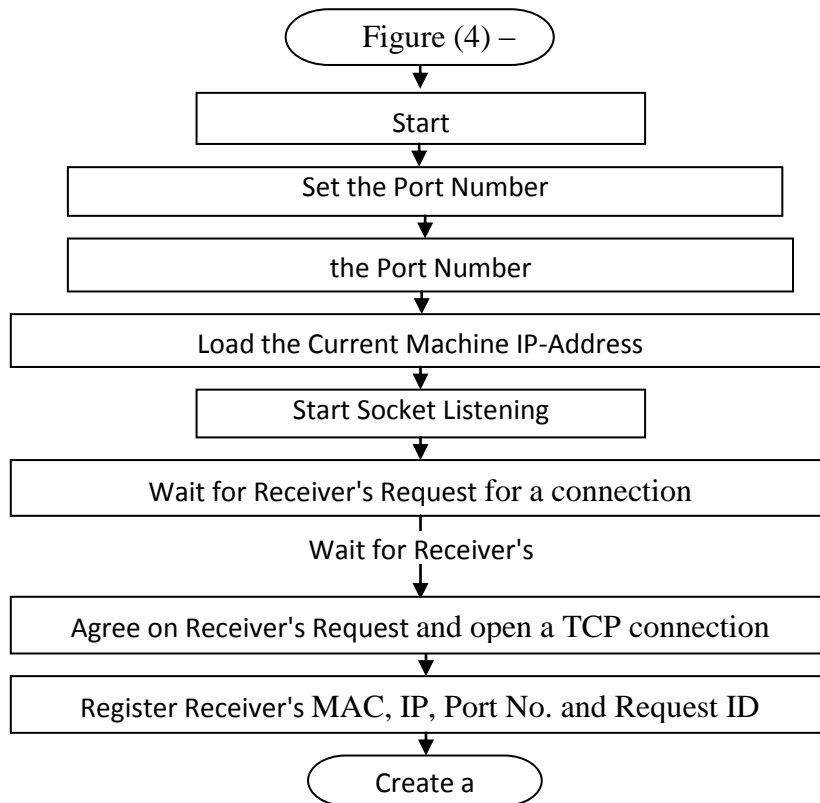 Figure (4) –
Start
Set the Port Number
the Port Number
Load the Current Machine IP-Address
Start Socket Listening
Wait for Receiver's Request for a connection
Wait for Receiver's
Agree on Receiver's Request and open a TCP connection
Register Receiver's MAC, IP, Port No. and Request ID
Create a